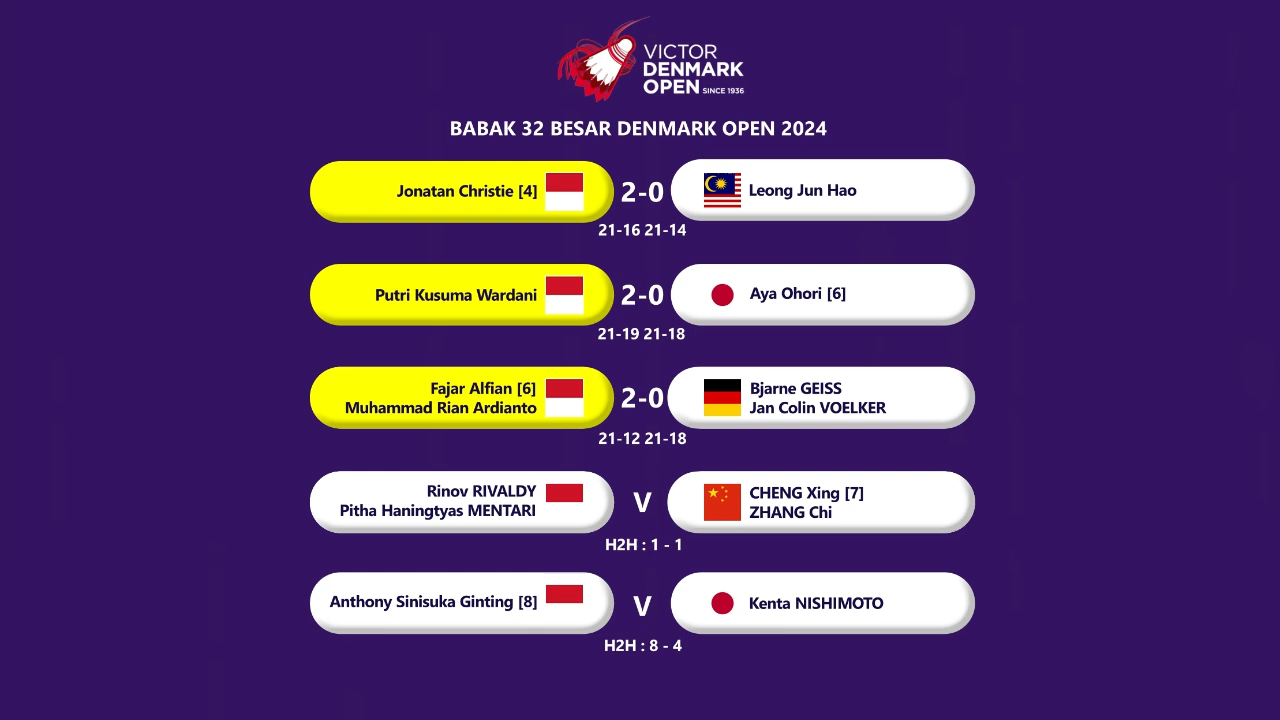 VICTOR
DENMARK
OPEN SINCE 1936
BABAK 32 BESAR DENMARK OPEN 2024
Jonatan Christie [4] 2-0 Leong Jun Hao
21-16 21-14
Putri Kusuma Wardani 2-0 Aya Ohori [6]
21-19 21-18
Fajar Alfian [6]
Muhammad Rian Ardianto
2-0
Bjarne GEISS
Jan Colin VOELKER
21-12 21-18
Rinov RIVALDY
Pitha Haningtyas MENTARI
V
CHENG Xing [7]
ZHANG Chi
H2H : 1 - 1
Anthony Sinisuka Ginting [8] V Kenta NISHIMOTO
H2H : 8 - 4